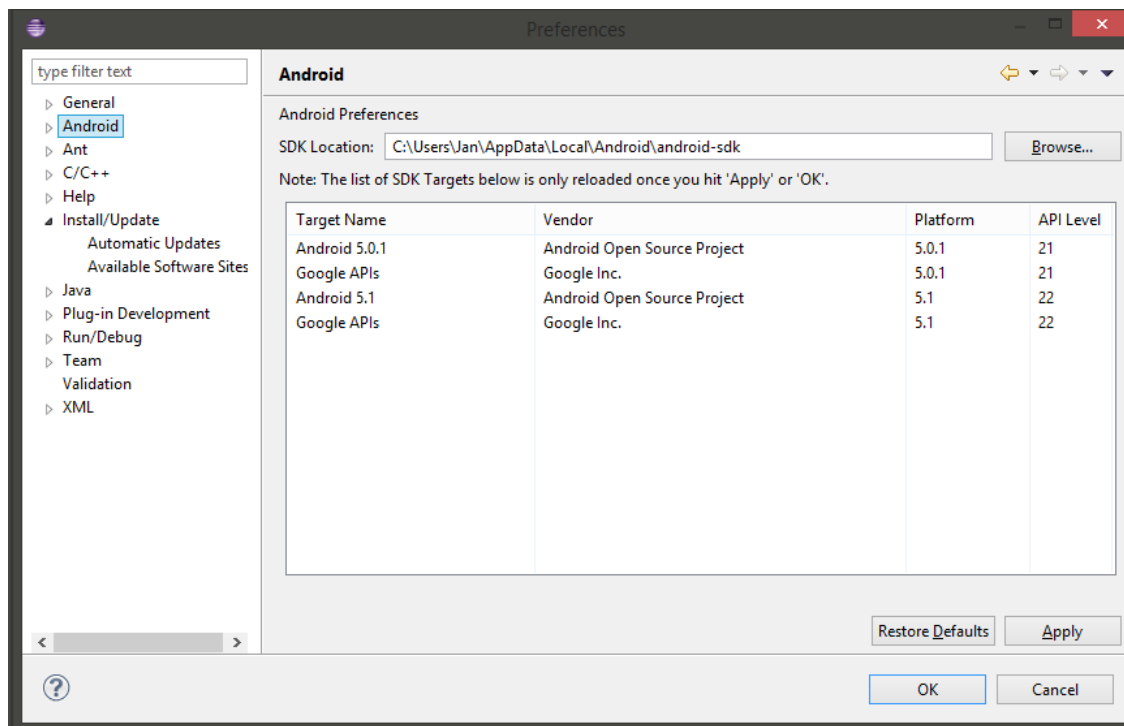 Preferences
type filter text
General
Android
Ant
C/C++
Help
Install/Update
Automatic Updates
Available Software Sites
Java
Plug-in Development
Run/Debug
Team
Validation
XML
Android
Android Preferences
SDK Location: C:\Users\Jan\AppData\Local\Android\android-sdk Browse...
Note: The list of SDK Targets below is only reloaded once you hit 'Apply' or 'OK'.
Target Name Vendor Platform API Level
Android 5.0.1 Android Open Source Project 5.0.1 21
Google APIs Google Inc. 5.0.1 21
Android 5.1 Android Open Source Project 5.1 22
Google APIs Google Inc. 5.1 22
Restore Defaults Apply
? OK Cancel